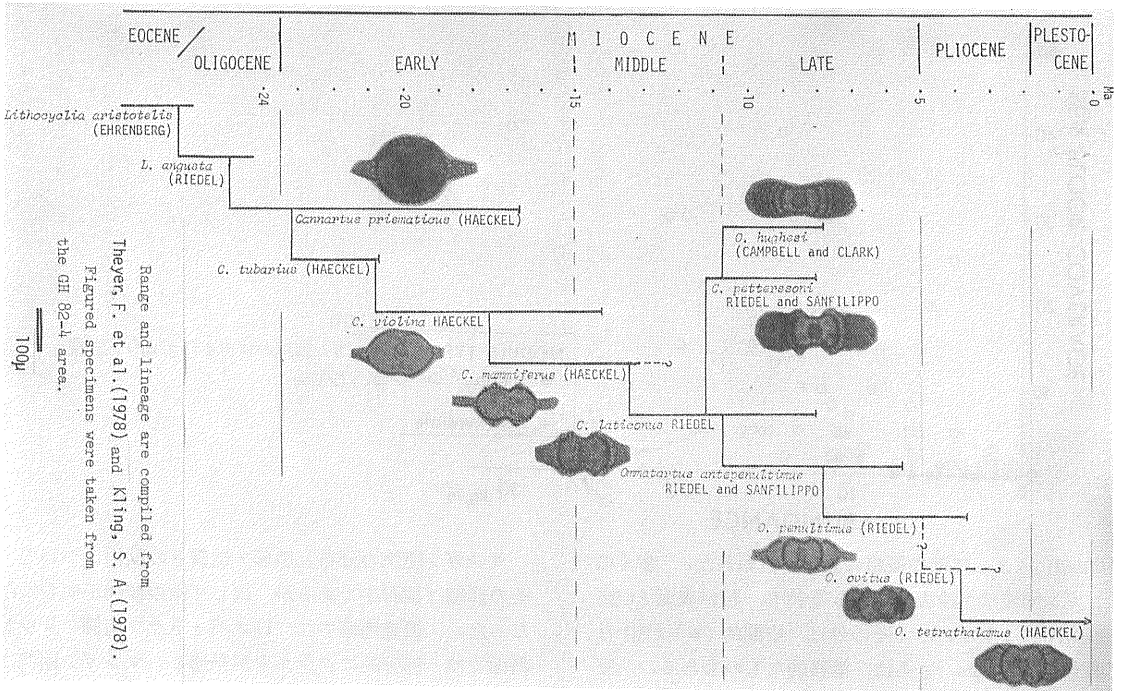 EOCENE
OLIGOCENE
MIOCENE
EARLY
MIDDLE
LATE
PLIOCENE
PLESTO-
CENE
24
20
15
10
5
0
Ma
Lithocyclia aristotelis
(EHRENBERG)
L. angusta
(RIEDEL)
Cannartus prismaticus (HAECKEL)
C. tubarius (HAECKEL)
C. violina HAECKEL
C. mammiferus (HAECKEL)
C. laticonus RIEDEL
O. hughesi
(CAMPBELL and CLARK)
C. petterssoni
RIEDEL and SANFILIPPO
Ommatartus antepenultimus
RIEDEL and SANFILIPPO
O. penultimus (RIEDEL)
?
?
O. avitus (RIEDEL)
?
O. tetrathalamus (HAECKEL)
100μ
Range and lineage are compiled from
Theyer, F. et al.(1978) and Kling, S. A.(1978).
Figured specimens were taken from
the GH 82-4 area.